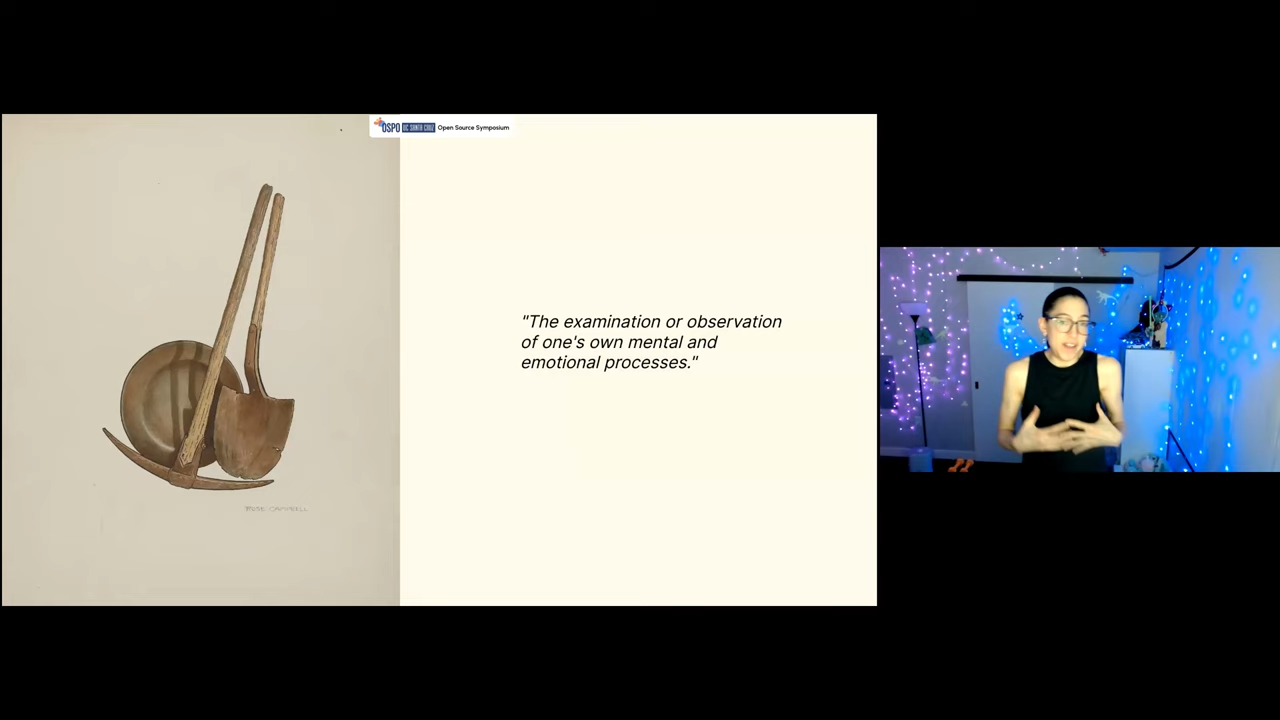 OSPO UC SANTA CRUZ Open Source Symposium
"The examination or observation
of one's own mental and
emotional processes."